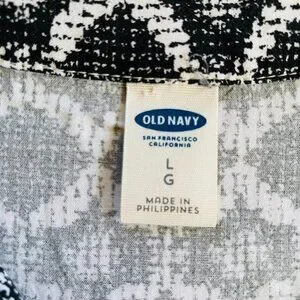 OLD NAVY
SAN FRANCISCO
CALIFORNIA
L
G
MADE IN
PHILIPPINES